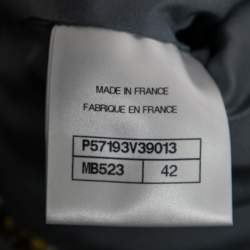 MADE IN FRANCE
FABRIQUE EN FRANCE
P57193V39013
MB523 42